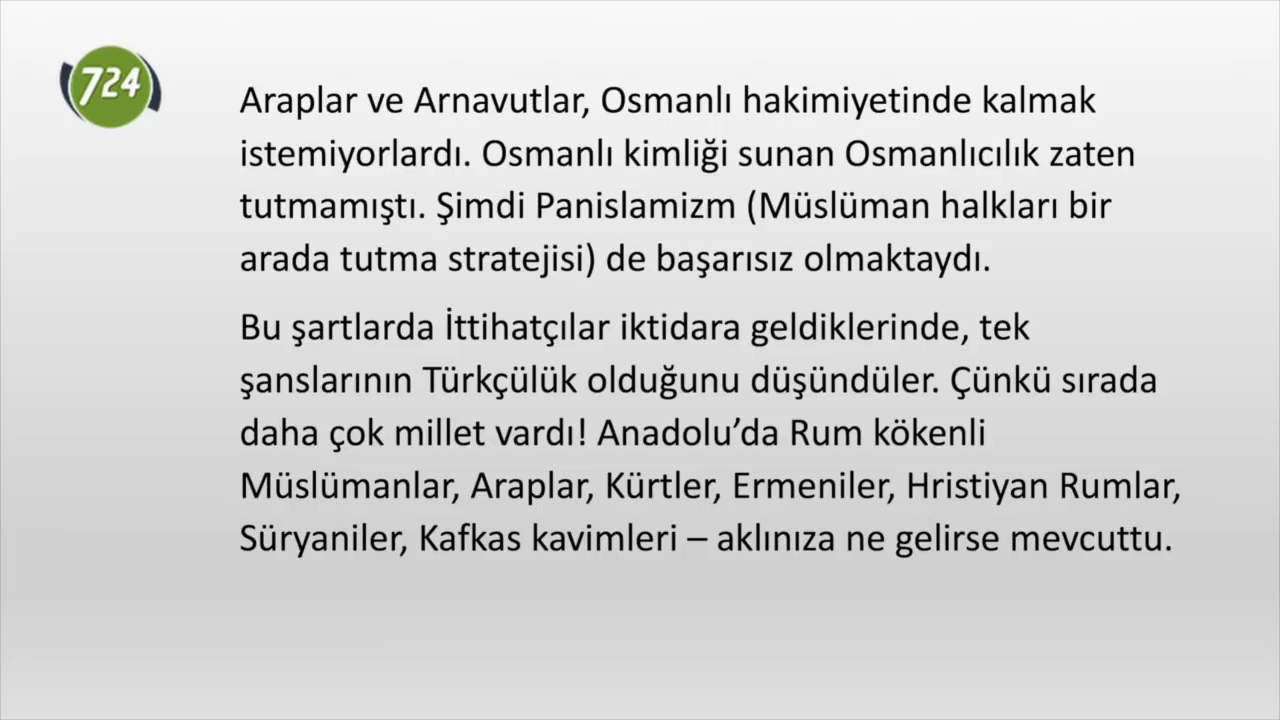 724
Araplar ve Arnavutlar, Osmanlı hakimiyetinde kalmak
istemiyorlardı. Osmanlı kimliği sunan Osmanlıcılık zaten
tutmamıştı. Şimdi Panislamizm (Müslüman halkları bir
arada tutma stratejisi) de başarısız olmaktaydı.
Bu şartlarda İttihatçılar iktidara geldiklerinde, tek
şanslarının Türkçülük olduğunu düşündüler. Çünkü sırada
daha çok millet vardı! Anadolu’da Rum kökenli
Müslümanlar, Araplar, Kürtler, Ermeniler, Hristiyan Rumlar,
Süryaniler, Kafkas kavimleri – aklınıza ne gelirse mevcuttu.